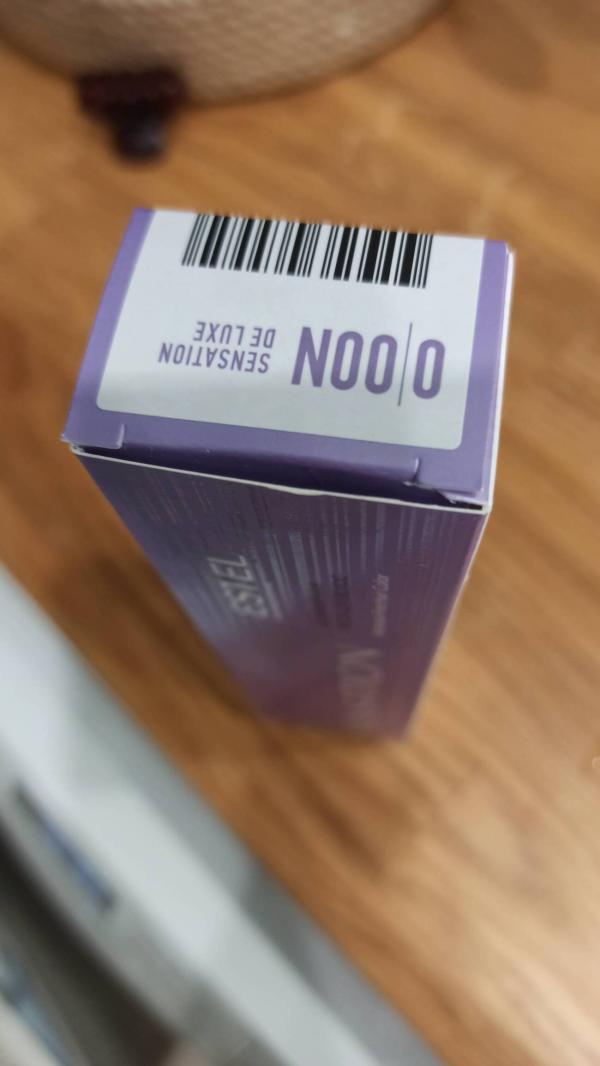 0|00N
SENSATION
DE LUXE
ESTEL